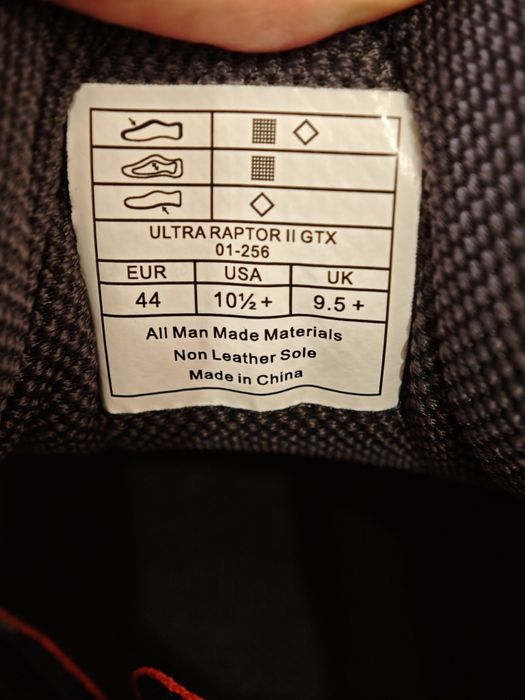 ULTRA RAPTOR II GTX
01-256
EUR USA UK
44 10½+ 9.5+
All Man Made Materials
Non Leather Sole
Made in China